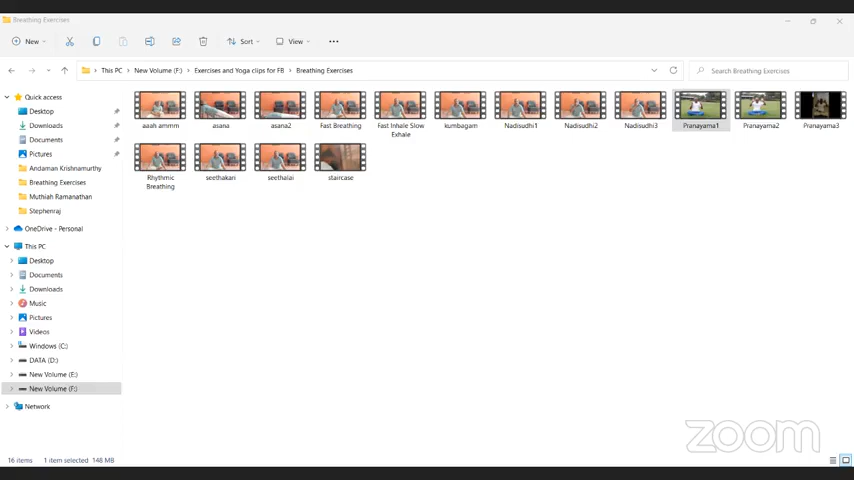 Breathing Exercises
New
Sort
View
This PC
New Volume (F:)
Exercises and Yoga clips for FB
Breathing Exercises
Search Breathing Exercises
Quick access
Desktop
Downloads
Documents
Pictures
Andaman Krishnamurthy
Breathing Exercises
Muthiah Ramanathan
Stephenraj
OneDrive - Personal
This PC
Desktop
Documents
Downloads
Music
Pictures
Videos
Windows (C:)
DATA (D:)
New Volume (E:)
New Volume (F:)
Network
aaah ammm
asana
asana2
Fast Breathing
Fast Inhale Slow
Exhale
kumbagam
Nadisudhi1
Nadisudhi2
Nadisudhi3
Pranayama1
Pranayama2
Pranayama3
Rhythmic
Breathing
seethakari
seethalai
staircase
16 items
1 item selected 148 MB
zoom